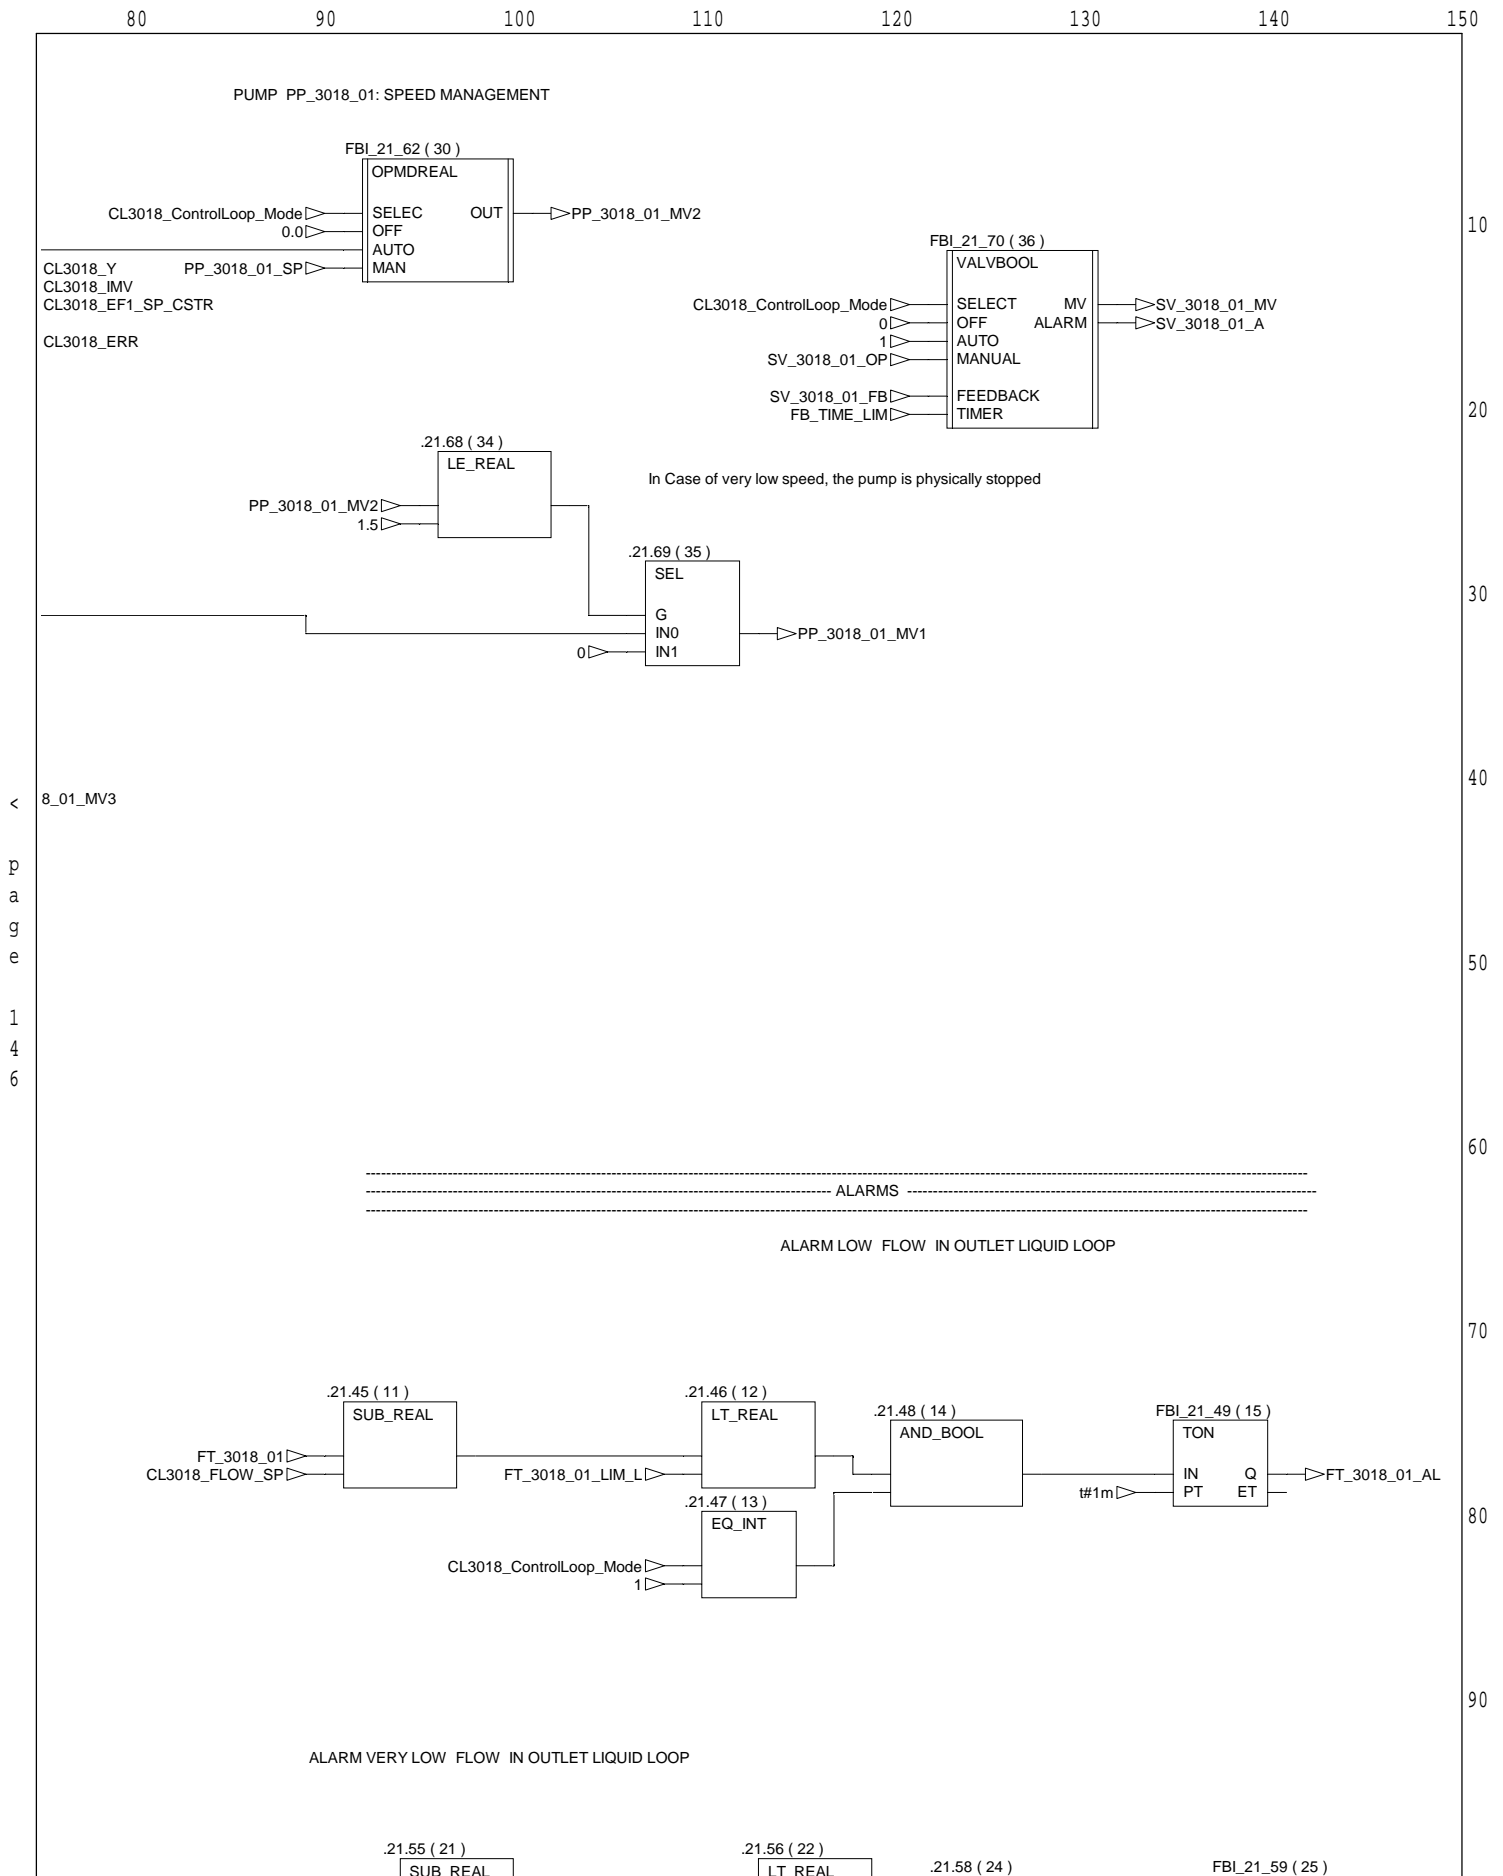 80 90 100 110 120 130 140 150
PUMP PP_3018_01: SPEED MANAGEMENT
FBI_21_62 ( 30 )
OPMDREAL
CL3018_ControlLoop_Mode SELEC OUT PP_3018_01_MV2
0.0 OFF
AUTO
CL3018_Y PP_3018_01_SP MAN
CL3018_IMV
CL3018_EF1_SP_CSTR
CL3018_ERR
10
FBI_21_70 ( 36 )
VALVBOOL
CL3018_ControlLoop_Mode SELECT MV SV_3018_01_MV
0 OFF ALARM SV_3018_01_A
1 AUTO
SV_3018_01_OP MANUAL
SV_3018_01_FB FEEDBACK
FB_TIME_LIM TIMER
20
.21.68 ( 34 )
LE_REAL
In Case of very low speed, the pump is physically stopped
PP_3018_01_MV2
1.5
.21.69 ( 35 )
SEL
30
G
IN0 PP_3018_01_MV1
0 IN1
40
8_01_MV3
< page 146
50
60
ALARMS
ALARM LOW FLOW IN OUTLET LIQUID LOOP
70
.21.45 ( 11 )
SUB_REAL
FT_3018_01
CL3018_FLOW_SP
.21.46 ( 12 )
LT_REAL
FT_3018_01_LIM_L
.21.47 ( 13 )
EQ_INT
CL3018_ControlLoop_Mode
1
.21.48 ( 14 )
AND_BOOL
FBI_21_49 ( 15 )
TON
IN Q FT_3018_01_AL
t#1m PT ET
80
90
ALARM VERY LOW FLOW IN OUTLET LIQUID LOOP
.21.55 ( 21 )
SUB_REAL
.21.56 ( 22 )
LT_REAL
.21.58 ( 24 )
FBI_21_59 ( 25 )